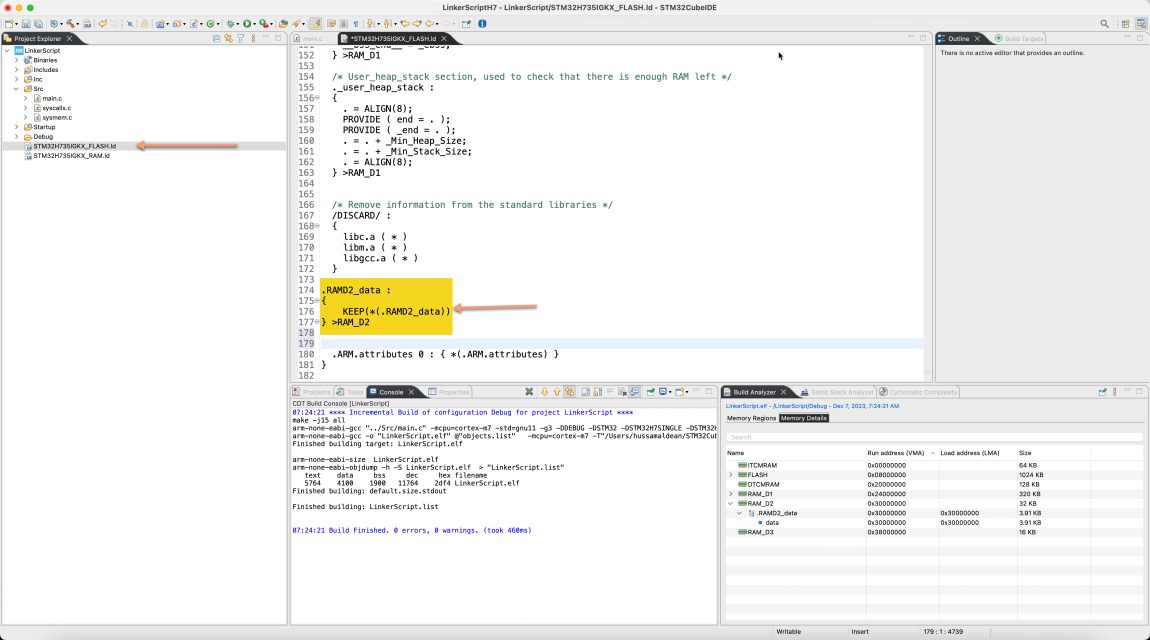 LinkerScriptH7 - LinkerScript/STM32H735IGKX_FLASH.ld - STM32CubeIDE
Project Explorer
LinkerScript
Binaries
Includes
Inc
Src
main.c
syscalls.c
sysmem.c
Startup
Debug
STM32H735IGKX_FLASH.ld
STM32H735IGKX_RAM.ld
main.c
*STM32H735IGKX_FLASH.ld
151 __bss_end__ = _ebss;
152 } >RAM_D1
153
154 /* User_heap_stack section, used to check that there is enough RAM left */
155 ._user_heap_stack :
156 {
157 . = ALIGN(8);
158 PROVIDE ( end = . );
159 PROVIDE ( _end = . );
160 . = . + _Min_Heap_Size;
161 . = . + _Min_Stack_Size;
162 . = ALIGN(8);
163 } >RAM_D1
164
165
166 /* Remove information from the standard libraries */
167 /DISCARD/ :
168 {
169 libc.a ( * )
170 libm.a ( * )
171 libgcc.a ( * )
172 }
173
174 .RAMD2_data :
175 {
176 KEEP(*(.RAMD2_data))
177 } >RAM_D2
178
179
180 .ARM.attributes 0 : { *(.ARM.attributes) }
181 }
182
Outline
Build Targets
There is no active editor that provides an outline.
Problems
Tasks
Console
Properties
CDT Build Console [LinkerScript]
07:24:21 **** Incremental Build of configuration Debug for project LinkerScript ****
make -j15 all
arm-none-eabi-gcc "../Src/main.c" -mcpu=cortex-m7 -std=gnu11 -g3 -DDEBUG -DSTM32 -DSTM32H7SINGLE -DSTM32H
arm-none-eabi-gcc -o "LinkerScript.elf" @"objects.list" -mcpu=cortex-m7 -T"/Users/hussamaldean/STM32Cub
Finished building target: LinkerScript.elf
arm-none-eabi-size LinkerScript.elf
arm-none-eabi-objdump -h -S LinkerScript.elf > "LinkerScript.list"
text data bss dec hex filename
5764 4100 1900 11764 2df4 LinkerScript.elf
Finished building: default.size.stdout
Finished building: LinkerScript.list
07:24:21 Build Finished. 0 errors, 0 warnings. (took 460ms)
Build Analyzer
Static Stack Analyzer
Cyclomatic Complexity
LinkerScript.elf - /LinkerScript/Debug - Dec 7, 2023, 7:24:21 AM
Memory Regions Memory Details
Search
Name Run address (VMA) Load address (LMA) Size
ITCMRAM 0x00000000 64 KB
FLASH 0x08000000 1024 KB
DTCMRAM 0x20000000 128 KB
RAM_D1 0x24000000 320 KB
RAM_D2 0x30000000 32 KB
.RAMD2_data 0x30000000 0x30000000 3.91 KB
data 0x30000000 0x30000000 3.91 KB
RAM_D3 0x38000000 16 KB
Writable
Insert
179 : 1 : 4739